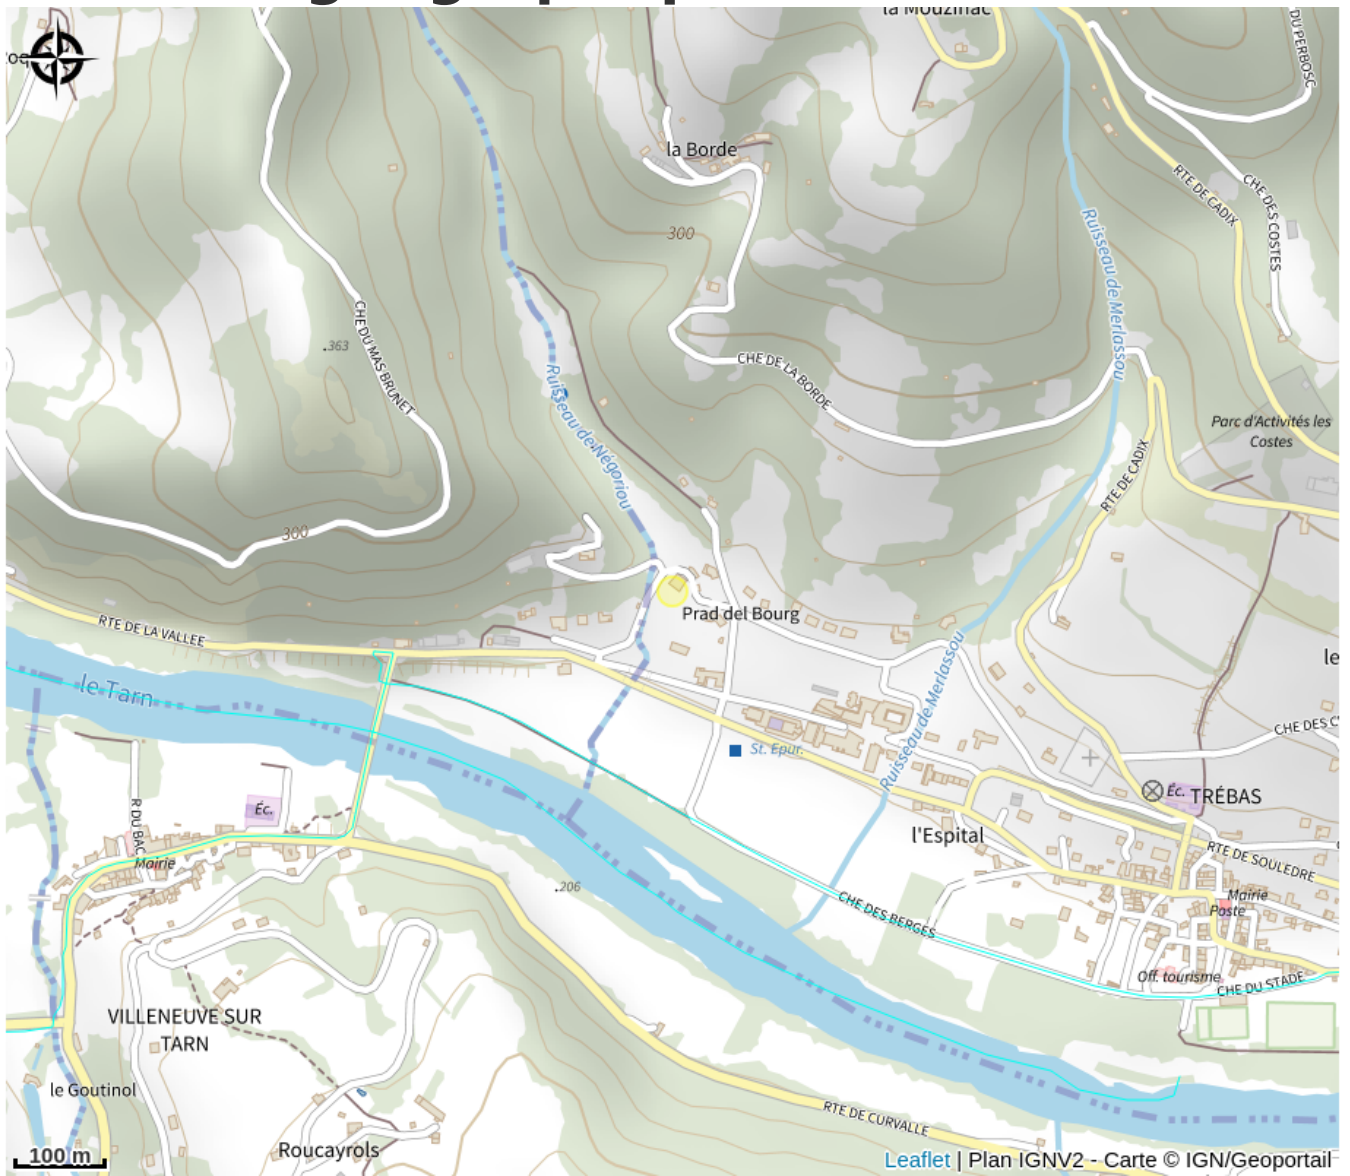 la Mouzinac
DU PERBOSC
la Borde
RTE DE CADIX
CHE DES COSTES
300
Ruisseau de Merlassou
CHE DU MAS BRUNET
.363
CHE DE LA BORDE
Ruisseau de Négoriou
Parc d'Activités les
Costes
RTE DE CADIX
300
Prad del Bourg
RTE DE LA VALLEE
le
le Tarn
Ruisseau de Merlassou
CHE DES C
St. Epur.
Éc.
TRÉBAS
Éc.
R DU BAC
l'Espital
RTE DE SOULEDRE
Mairie
.206
Mairie
Poste
CHE DES BERGES
Off. tourisme
CHE DU STADE
VILLENEUVE SUR
TARN
le Goutinol
RTE DE CURVALLE
Roucayrols
100 m
Leaflet | Plan IGNV2 - Carte © IGN/Geoportail